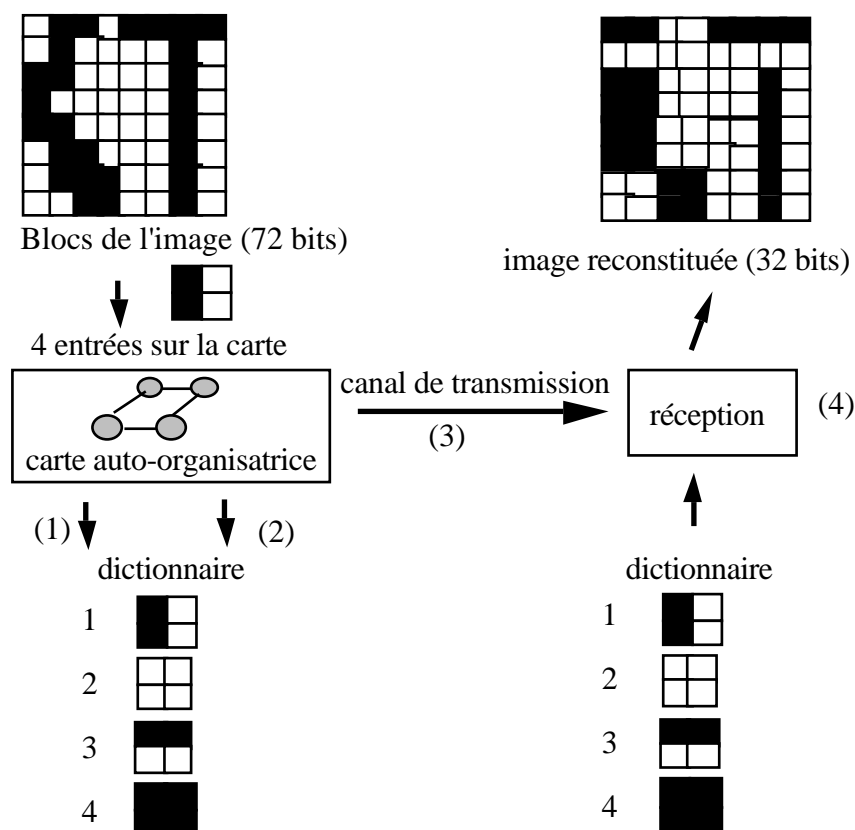 Blocs de l'image (72 bits)
image reconstituée (32 bits)
4 entrées sur la carte
canal de transmission
(3)
réception
(4)
carte auto-organisatrice
(1)
(2)
dictionnaire
1
2
3
4
dictionnaire
1
2
3
4